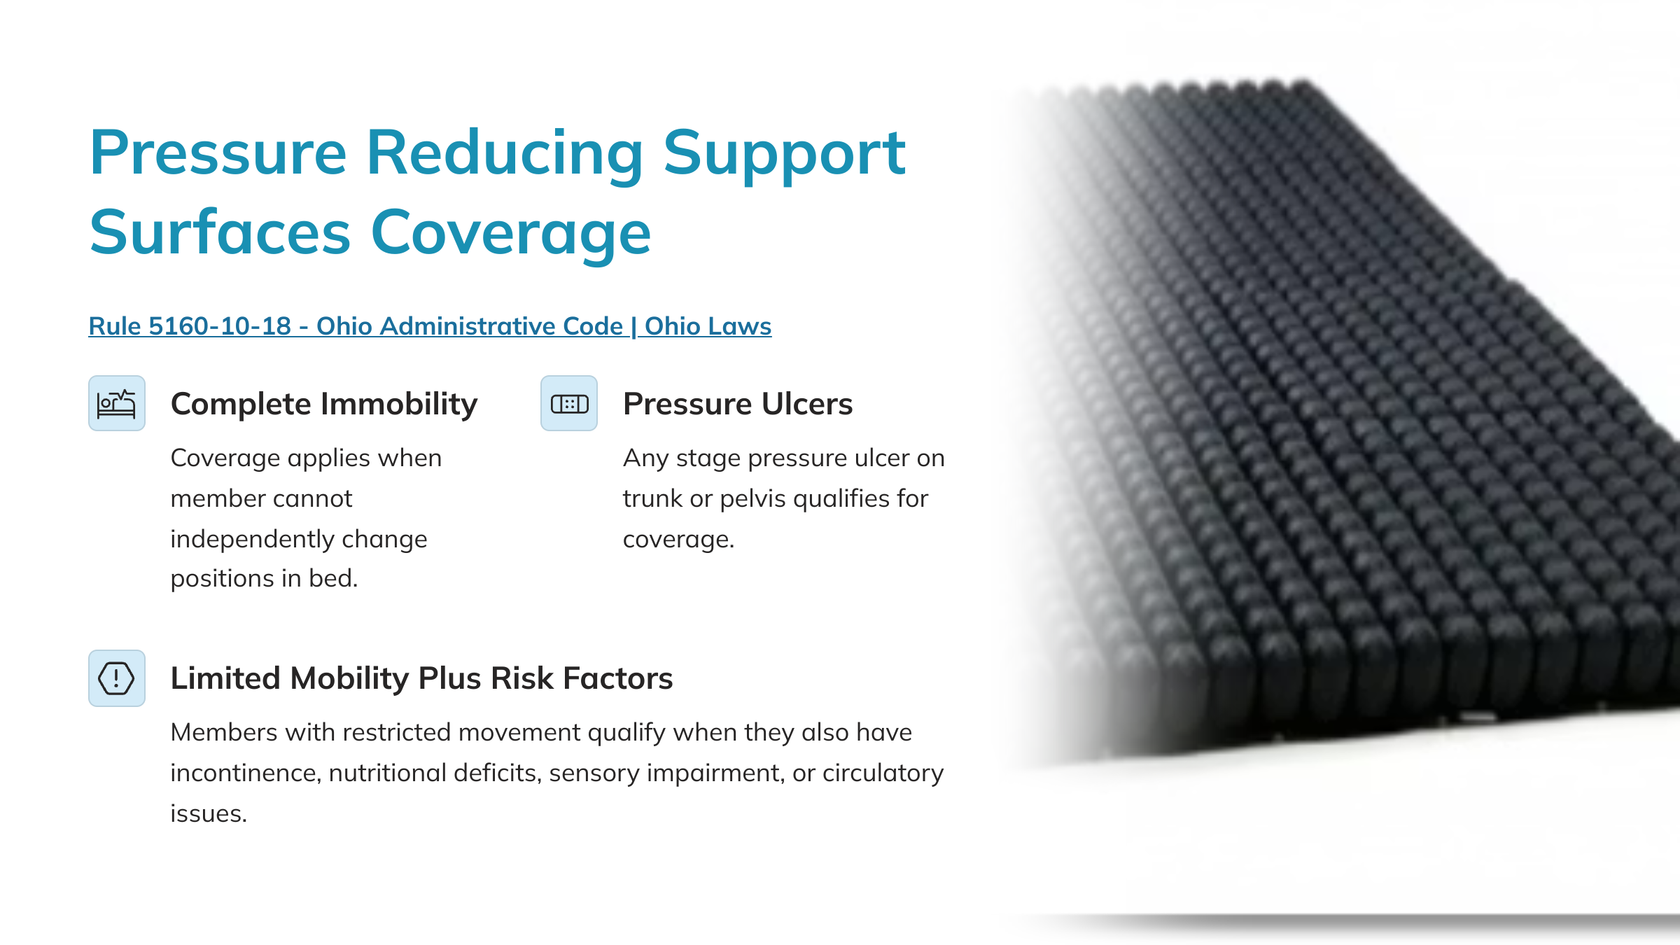 Pressure Reducing Support
Surfaces Coverage
Rule 5160-10-18 - Ohio Administrative Code | Ohio Laws
Complete Immobility
Coverage applies when
member cannot
independently change
positions in bed.
Pressure Ulcers
Any stage pressure ulcer on
trunk or pelvis qualifies for
coverage.
Limited Mobility Plus Risk Factors
Members with restricted movement qualify when they also have
incontinence, nutritional deficits, sensory impairment, or circulatory
issues.